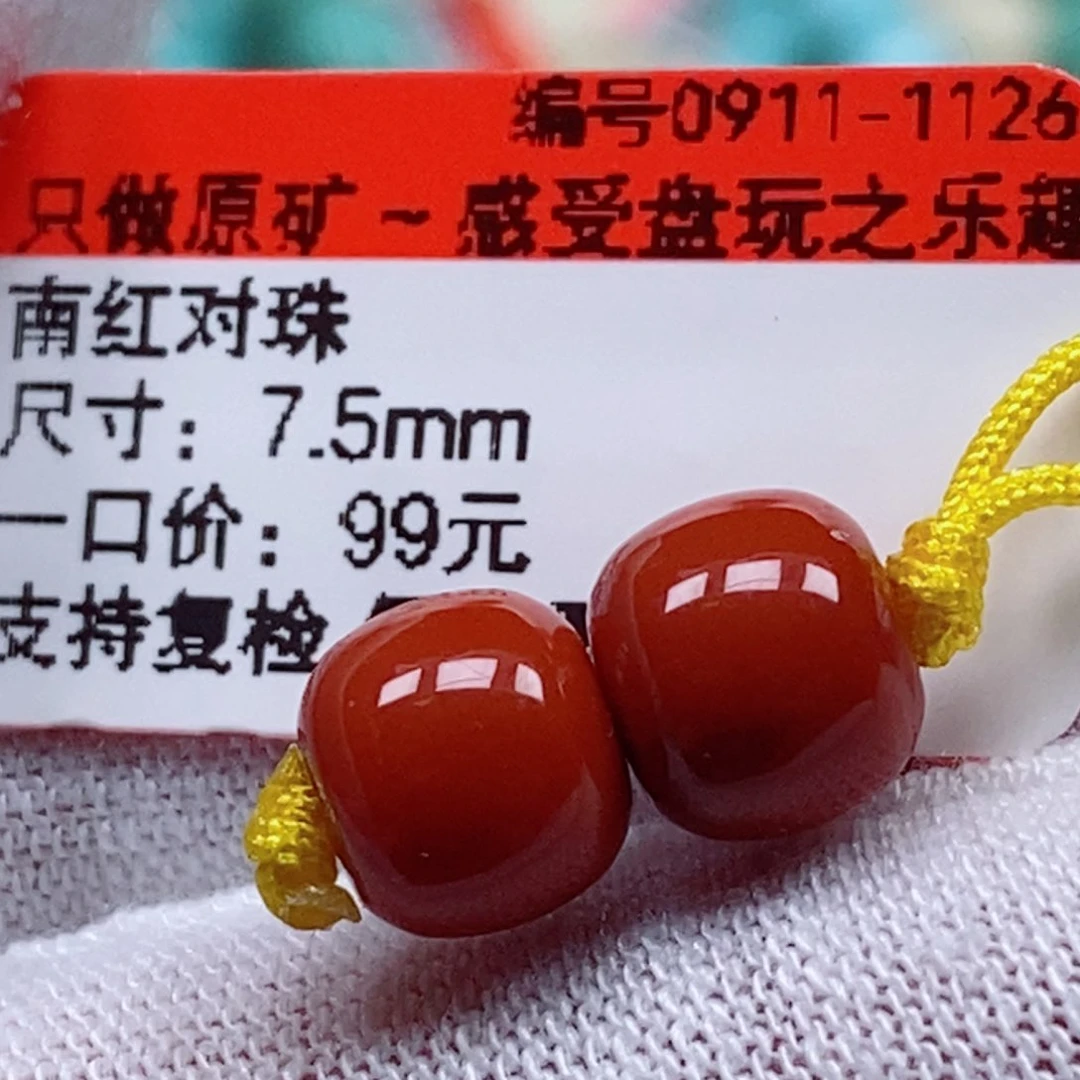 编号0911-1126
只做原矿~感受盘玩之乐趣
南红对珠
尺寸：7.5mm
一口价：99元
支持复检